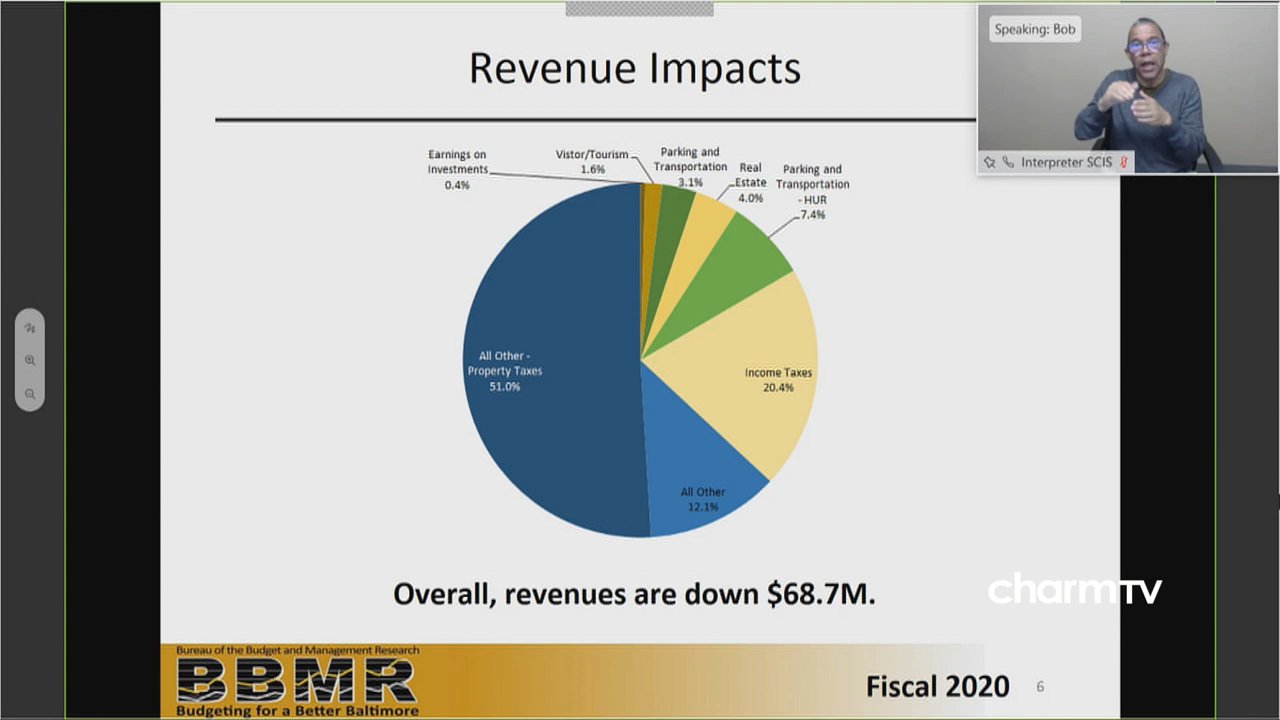 Revenue Impacts
Speaking: Bob
Interpreter SCIS
Earnings on
Investments
0.4%
Vistor/Tourism
1.6%
Parking and
Transportation
3.1%
Real
Estate
4.0%
Parking and
Transportation
- HUR
7.4%
All Other -
Property Taxes
51.0%
Income Taxes
20.4%
All Other
12.1%
Overall, revenues are down $68.7M.
charmTV
Bureau of the Budget and Management Research
BBMR
Budgeting for a Better Baltimore
Fiscal 2020
6